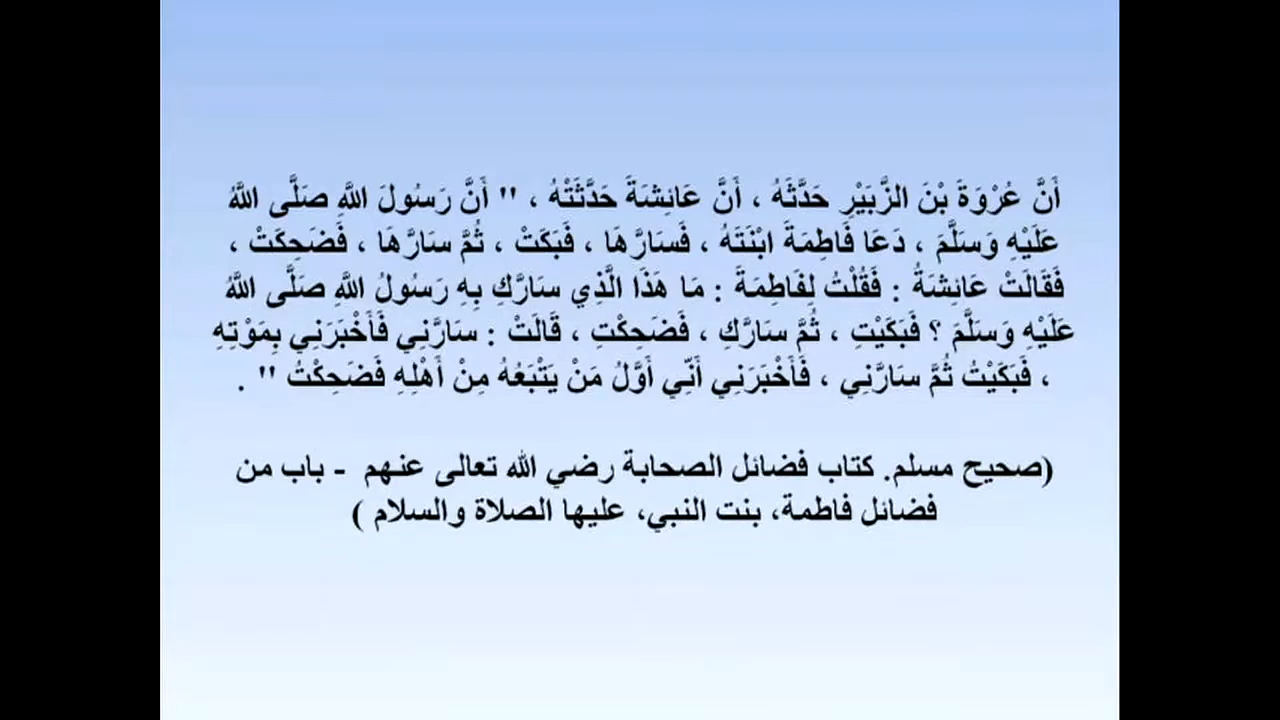 أَنَّ عُرْوَةَ بْنَ الزُّبَيْرِ حَدَّثَهُ ، أَنَّ عَائِشَةَ حَدَّثَتْهُ ، " أَنَّ رَسُولَ اللَّهِ صَلَّى اللَّهُ
عَلَيْهِ وَسَلَّمَ ، دَعَا فَاطِمَةَ ابْنَتَهُ ، فَسَارَّهَا ، فَبَكَتْ ، ثُمَّ سَارَّهَا ، فَضَحِكَتْ ،
فَقَالَتْ عَائِشَةُ : فَقُلْتُ لِفَاطِمَةَ : مَا هَذَا الَّذِي سَارَّكِ بِهِ رَسُولُ اللَّهِ صَلَّى اللَّهُ
عَلَيْهِ وَسَلَّمَ ؟ فَبَكَيْتِ ، ثُمَّ سَارَّكِ ، فَضَحِكْتِ ، قَالَتْ : سَارَّنِي فَأَخْبَرَنِي بِمَوْتِهِ
، فَبَكَيْتُ ثُمَّ سَارَّنِي ، فَأَخْبَرَنِي أَنِّي أَوَّلُ مَنْ يَتْبَعُهُ مِنْ أَهْلِهِ فَضَحِكْتُ " .
(صحيح مسلم. كتاب فضائل الصحابة رضي الله تعالى عنهم - باب من
فضائل فاطمة، بنت النبي، عليها الصلاة والسلام )